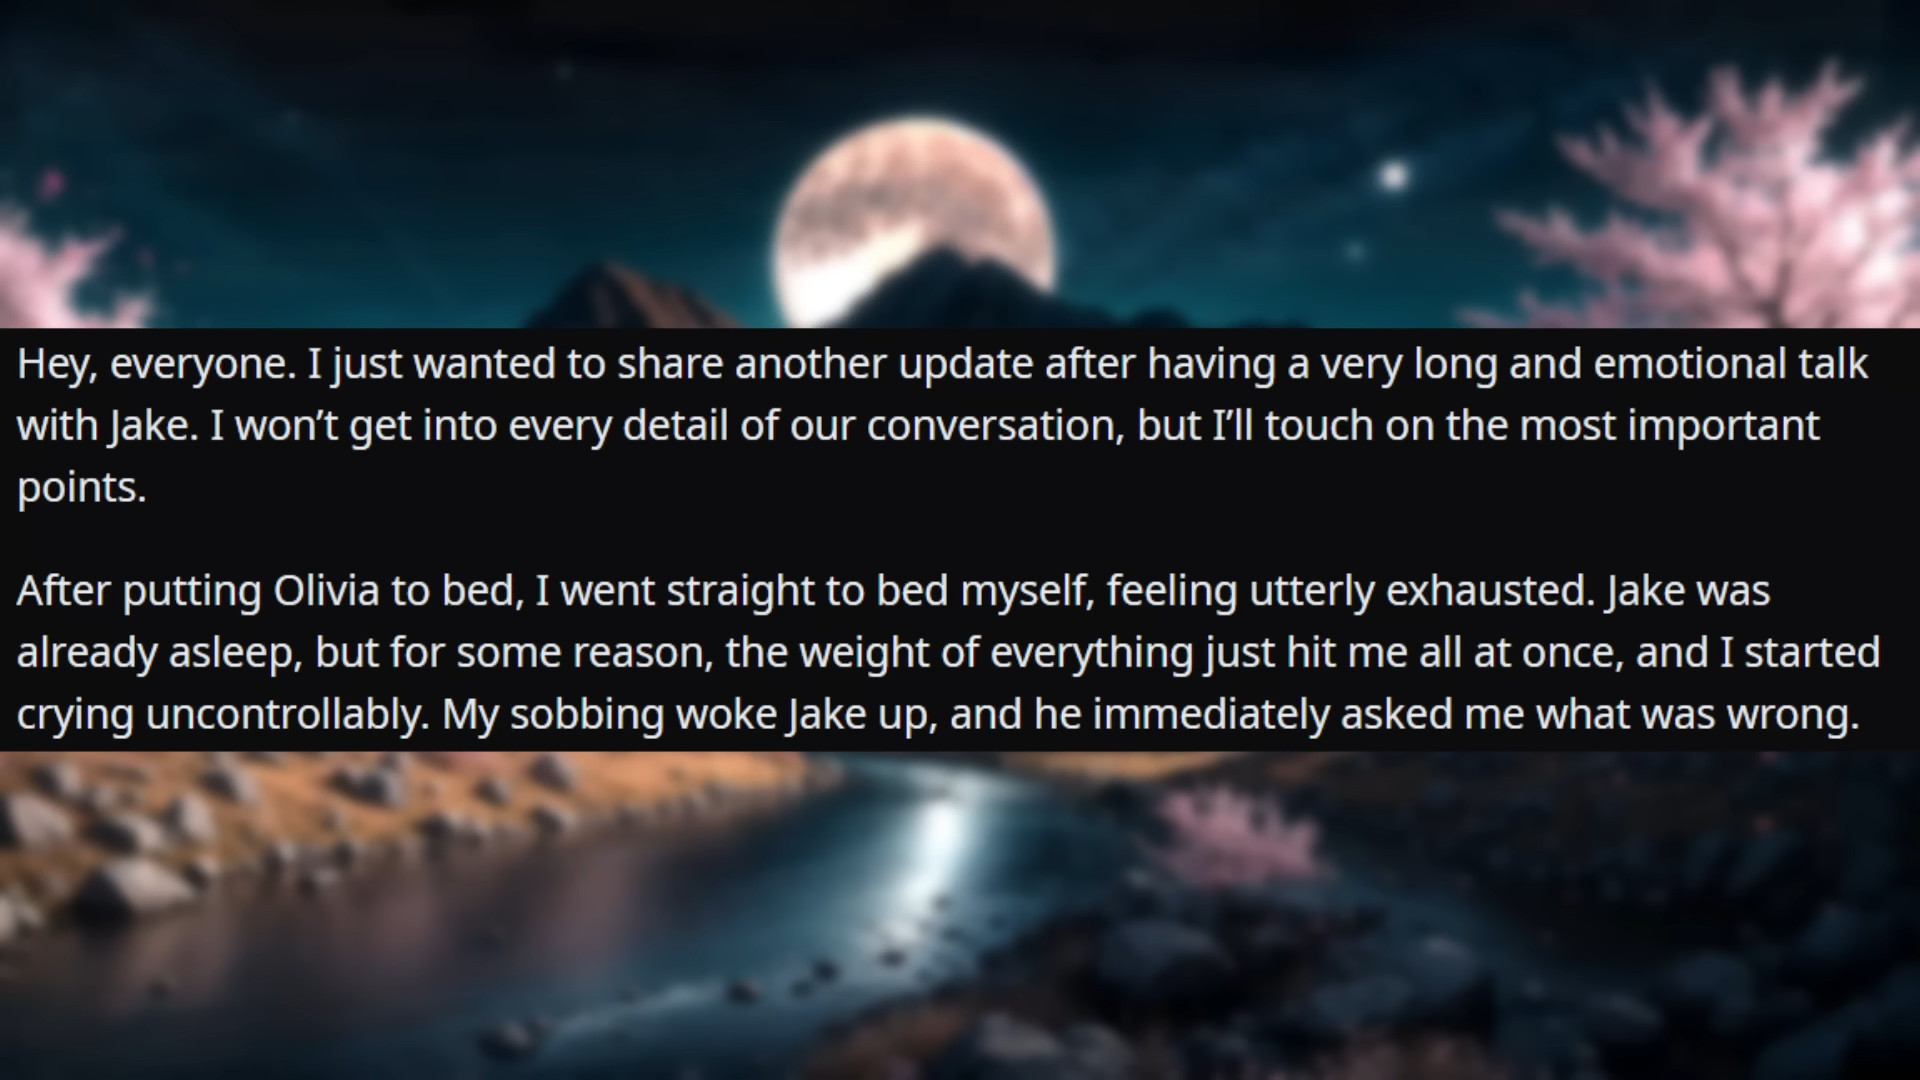 Hey, everyone. I just wanted to share another update after having a very long and emotional talk
with Jake. I won’t get into every detail of our conversation, but I’ll touch on the most important
points.
After putting Olivia to bed, I went straight to bed myself, feeling utterly exhausted. Jake was
already asleep, but for some reason, the weight of everything just hit me all at once, and I started
crying uncontrollably. My sobbing woke Jake up, and he immediately asked me what was wrong.